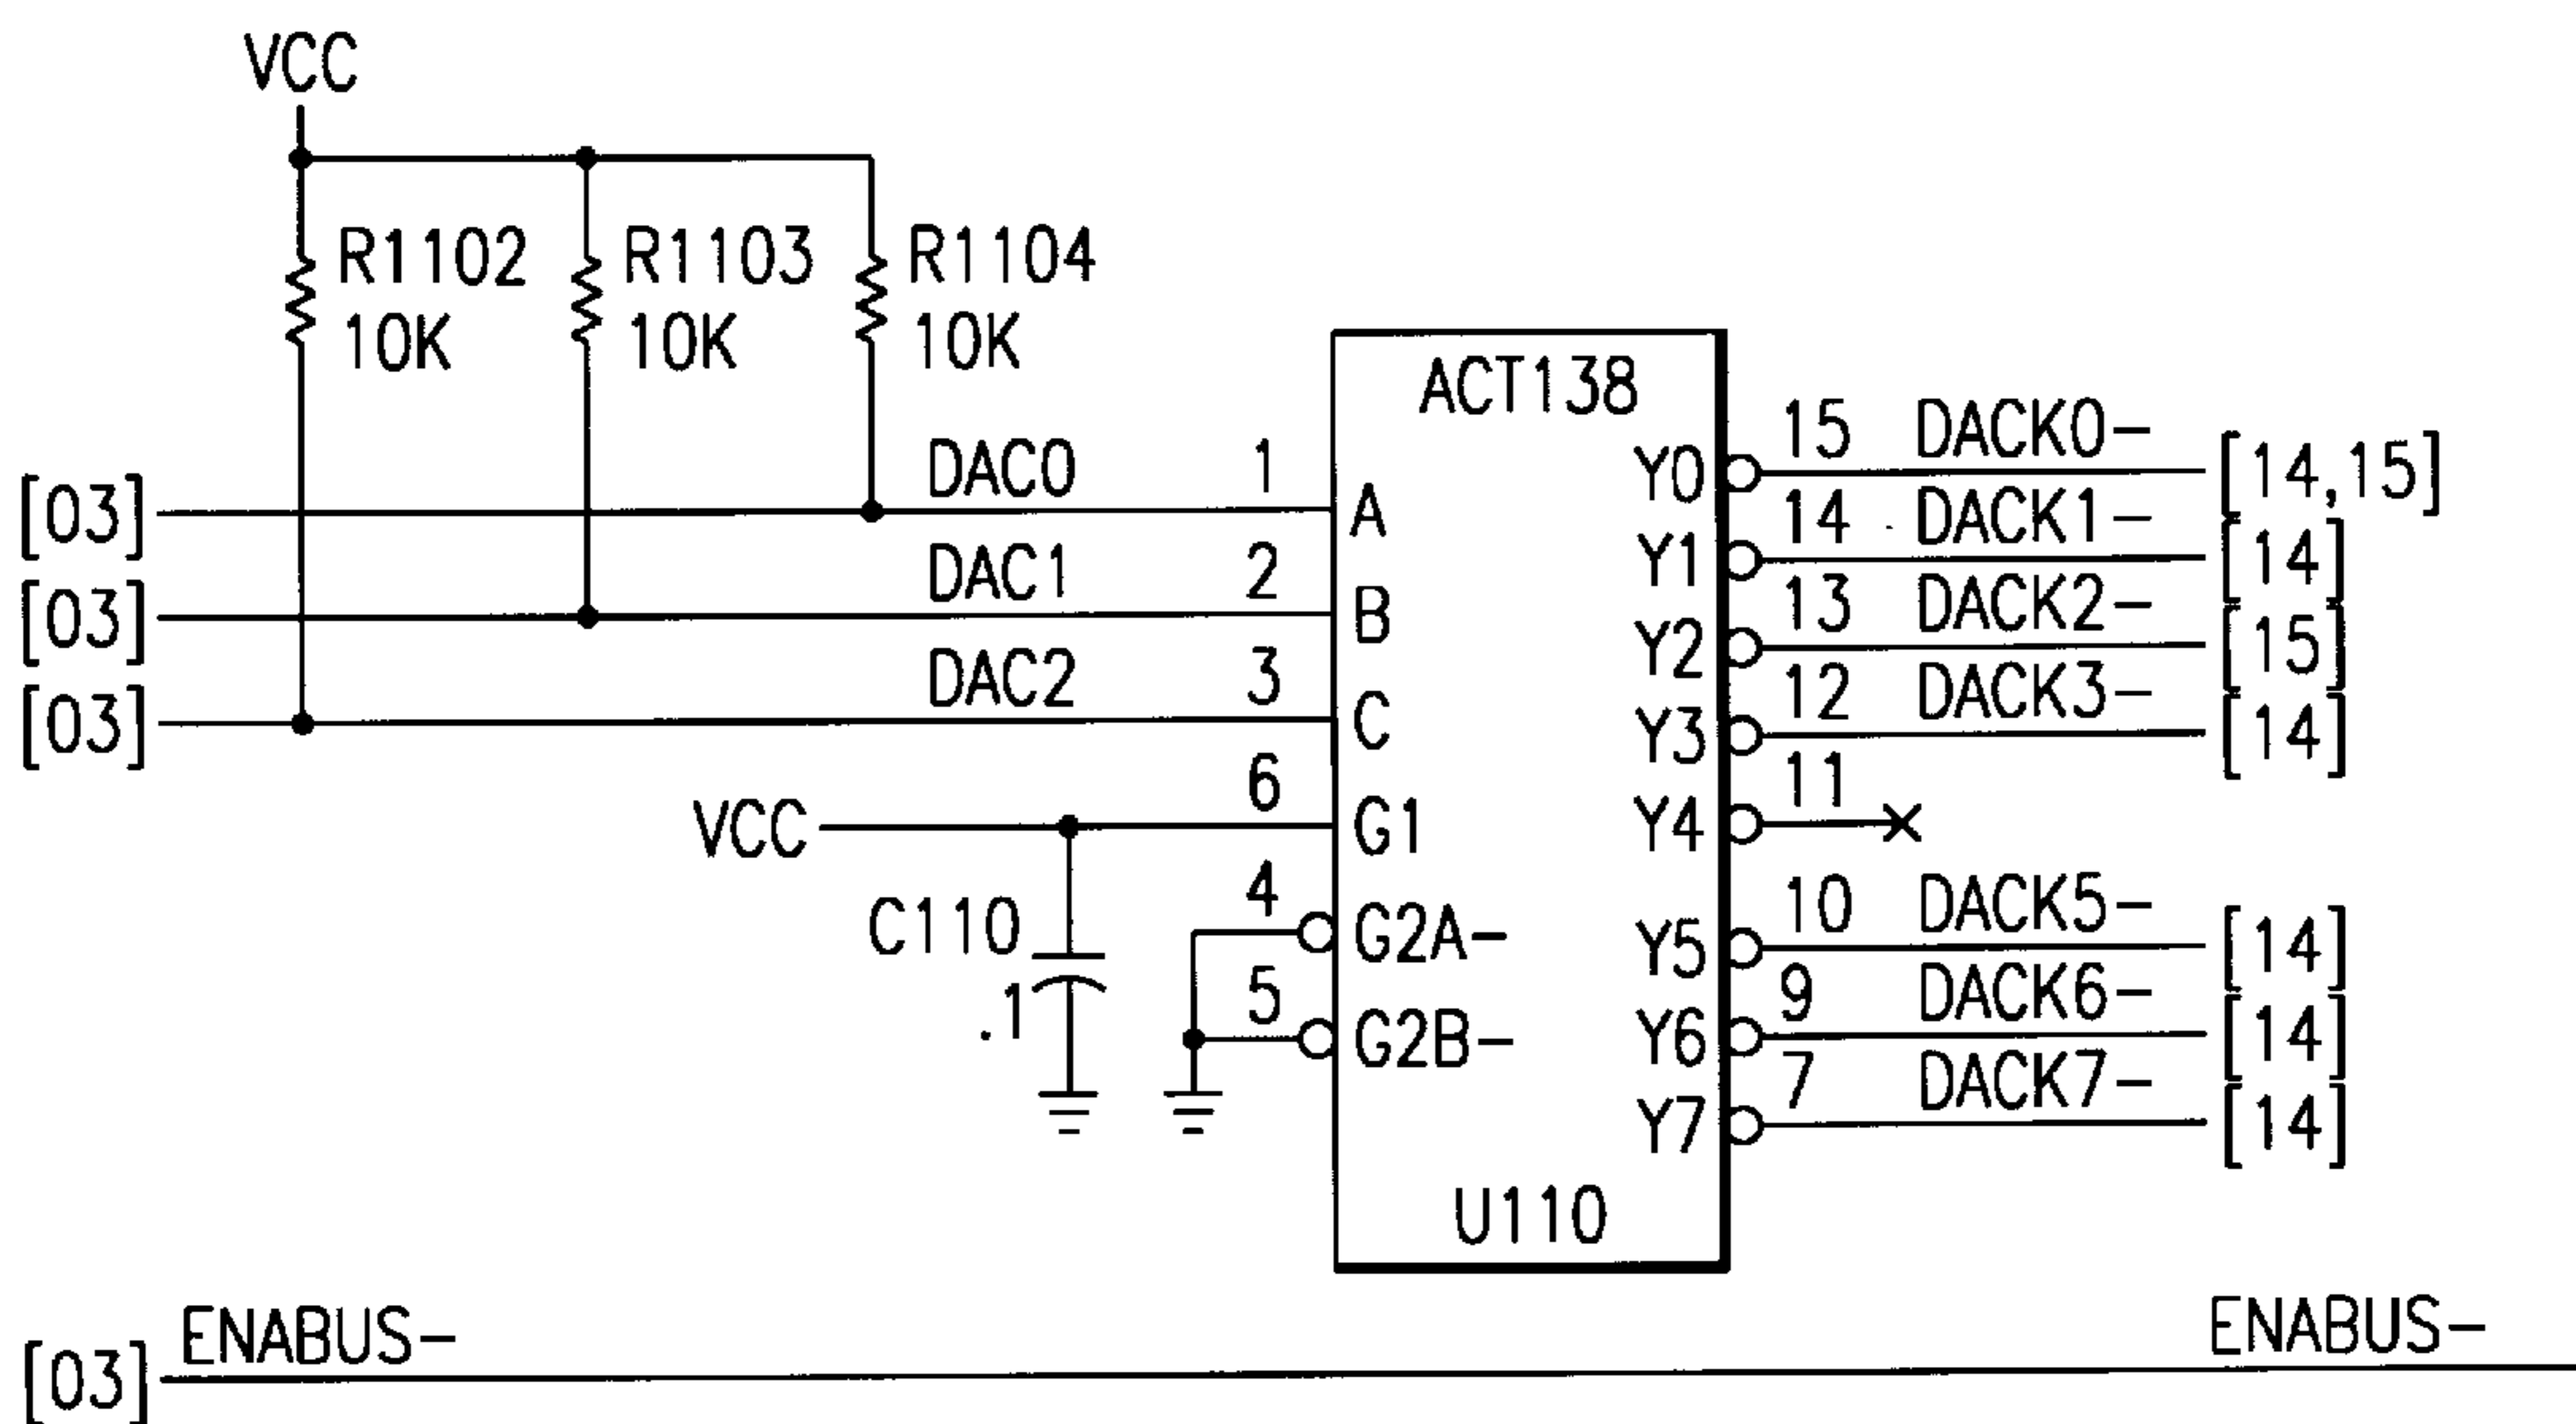 VCC
R1102 R1103 R1104
10K 10K 10K
ACT138
[03] DAC0 1 A
[03] DAC1 2 B
[03] DAC2 3 C
VCC 6 G1
C110
.1
4 G2A-
5 G2B-
Y0 15 DACK0- [14,15]
Y1 14 DACK1- [14]
Y2 13 DACK2- [15]
Y3 12 DACK3- [14]
Y4 11
Y5 10 DACK5- [14]
Y6 9 DACK6- [14]
Y7 7 DACK7- [14]
U110
[03] ENABUS- ENABUS-